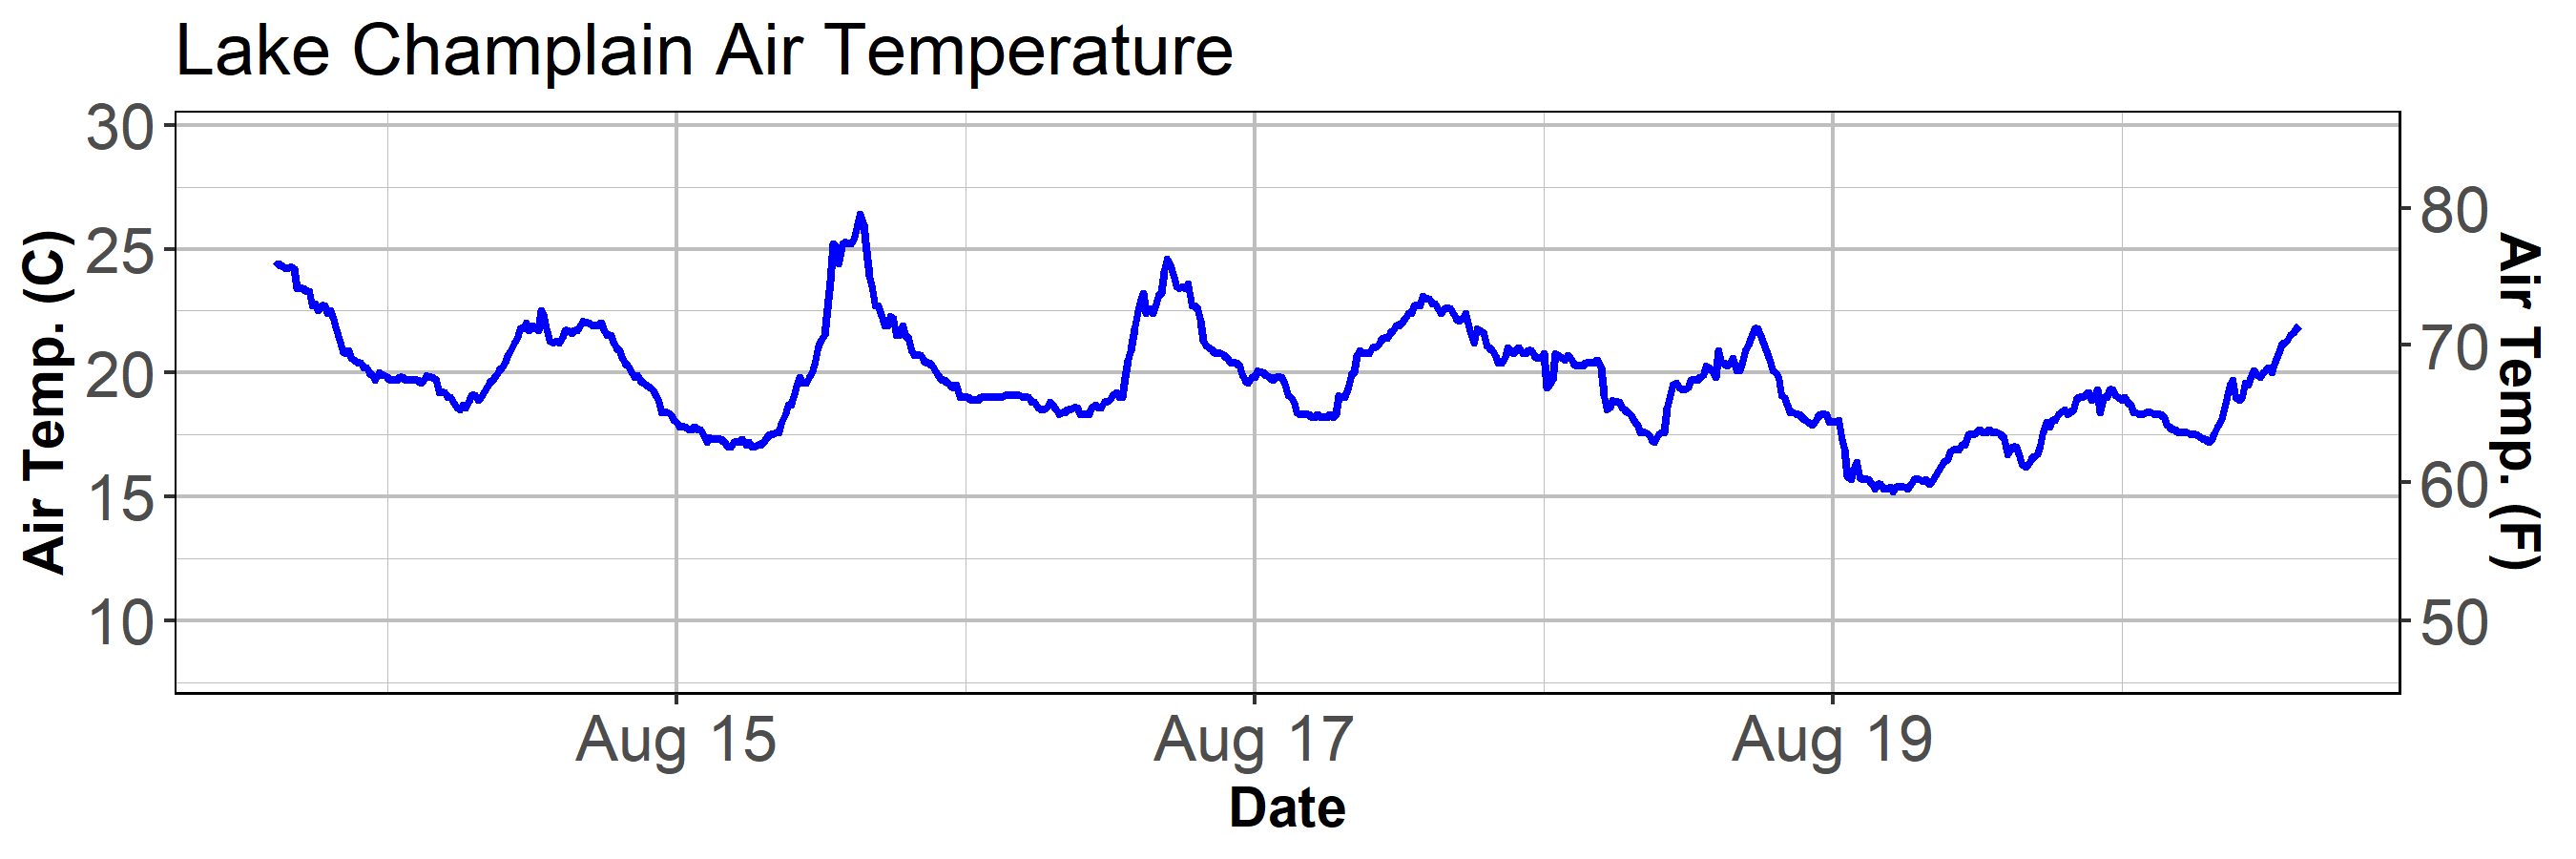 Lake Champlain Air Temperature
30
25
20
15
10
Air Temp. (C)
80
70
60
50
Air Temp. (F)
Aug 15
Aug 17
Aug 19
Date